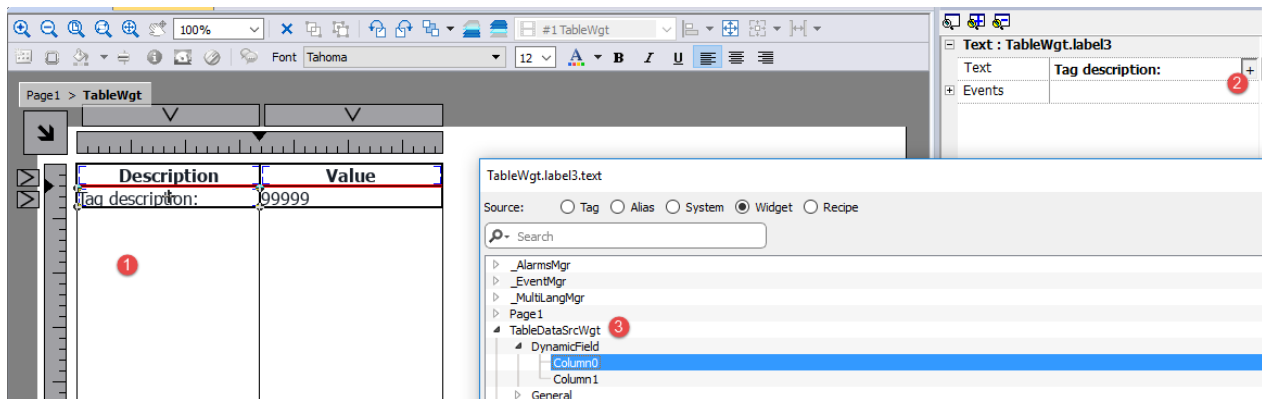 100%
#1 TableWgt
Font Tahoma
12
A
B
I
U
Page1 > TableWgt
Description Value
Tag description: 99999
1
Text : TableWgt.label3
Text Tag description: +
2
Events
TableWgt.label3.text
Source: Tag Alias System Widget Recipe
Search
_AlarmsMgr
_EventMgr
_MultiLangMgr
Page1
TableDataSrcWgt 3
DynamicField
Column0
Column1
General